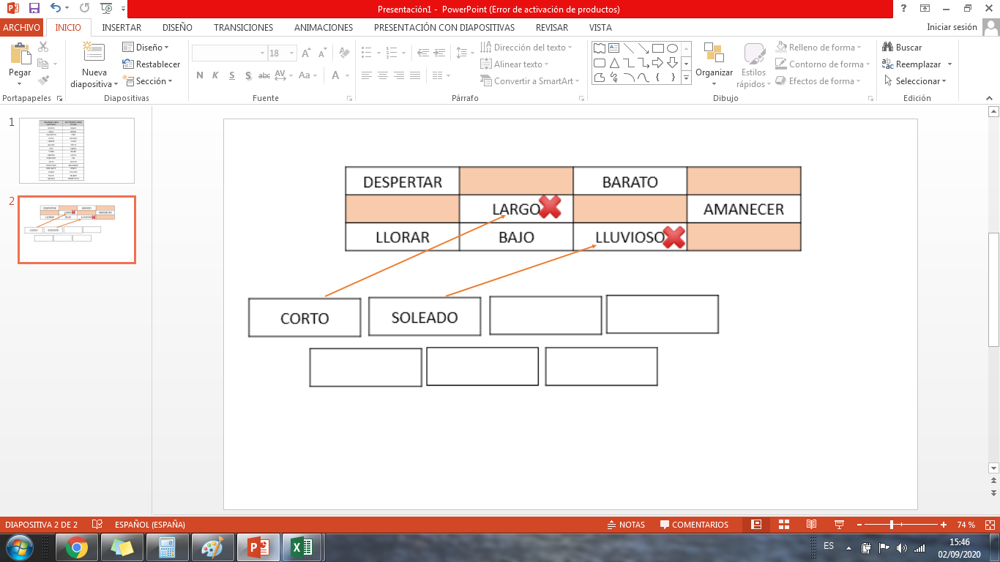 Presentación1 - PowerPoint (Error de activación de productos)
?
ARCHIVO INICIO INSERTAR DISEÑO TRANSICIONES ANIMACIONES PRESENTACIÓN CON DIAPOSITIVAS REVISAR VISTA Iniciar sesión
Pegar
Nueva diapositiva
Diseño
Restablecer
Sección
18
N K S S abc AV Aa A
Dirección del texto
Alinear texto
Convertir a SmartArt
Organizar
Estilos rápidos
Relleno de forma
Contorno de forma
Efectos de forma
Buscar
Reemplazar
Seleccionar
Portapapeles Diapositivas Fuente Párrafo Dibujo Edición
1
2
DESPERTAR BARATO
LARGO AMANECER
LLORAR BAJO LLUVIOSO
CORTO SOLEADO
DIAPOSITIVA 2 DE 2 ESPAÑOL (ESPAÑA) NOTAS COMENTARIOS 74 %
ES 15:46
02/09/2020